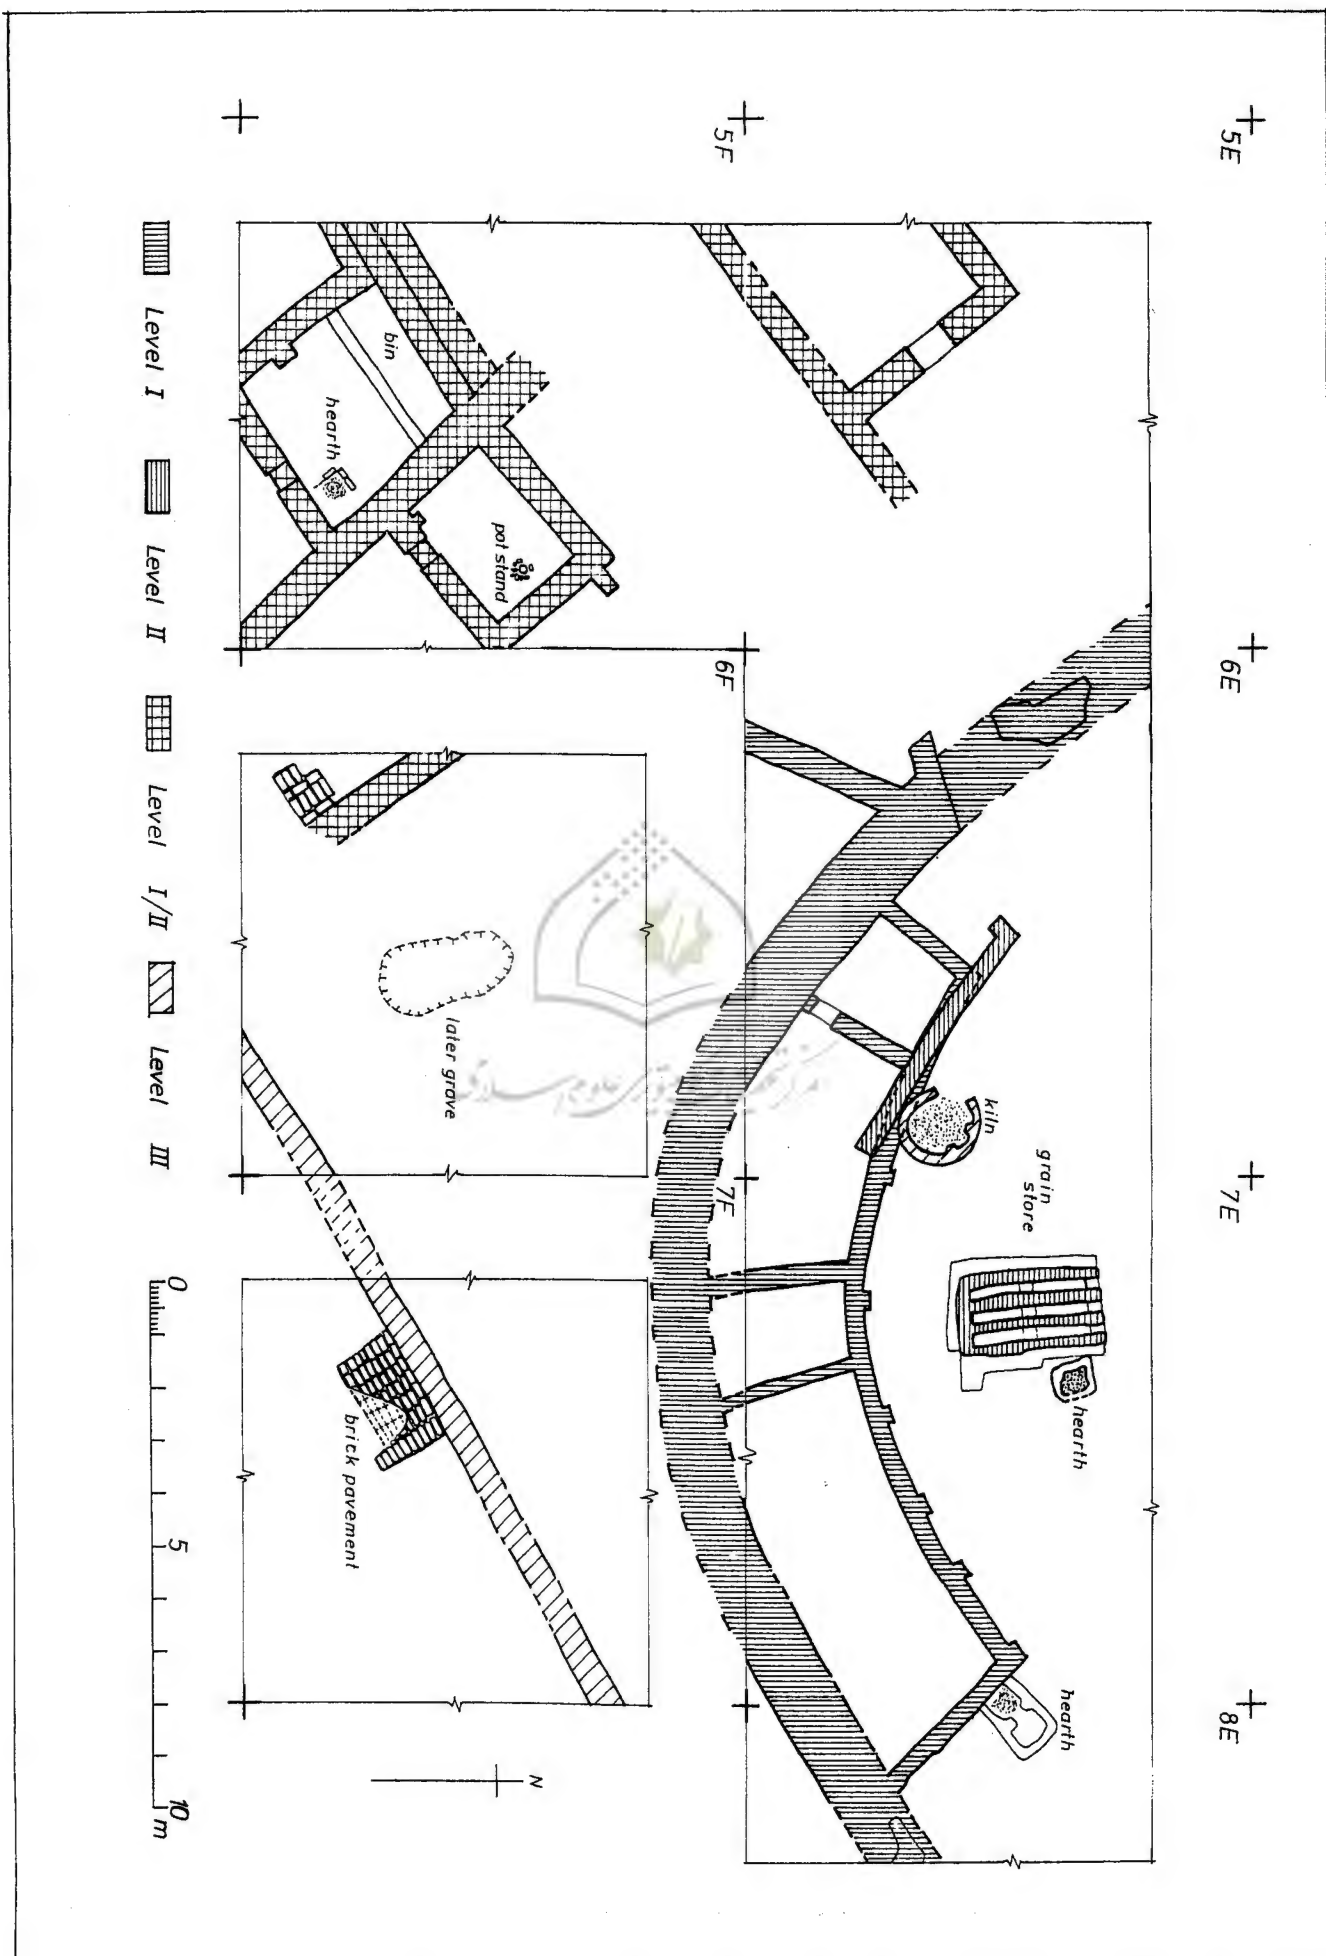 5E
6E
7E
8E
hearth
grain
store
hearth
kiln
5F
6F
7F
pot stand
N
bin
later grave
hearth
brick pavement
0
5
10
m
Level I
Level II
Level I/II
Level III